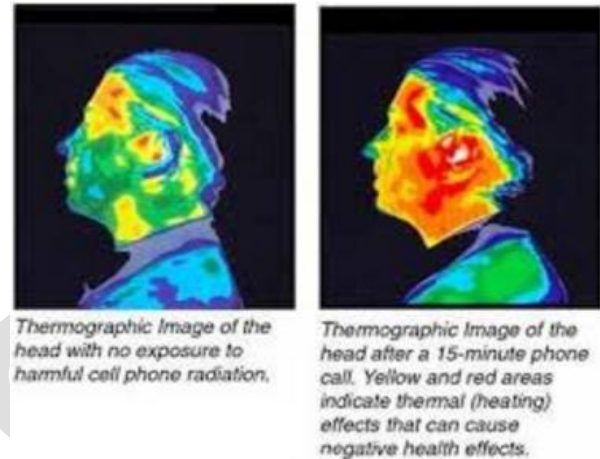 Thermographic Image of the
head with no exposure to
harmful cell phone radiation.
Thermographic Image of the
head after a 15-minute phone
call. Yellow and red areas
indicate thermal (heating)
effects that can cause
negative health effects.